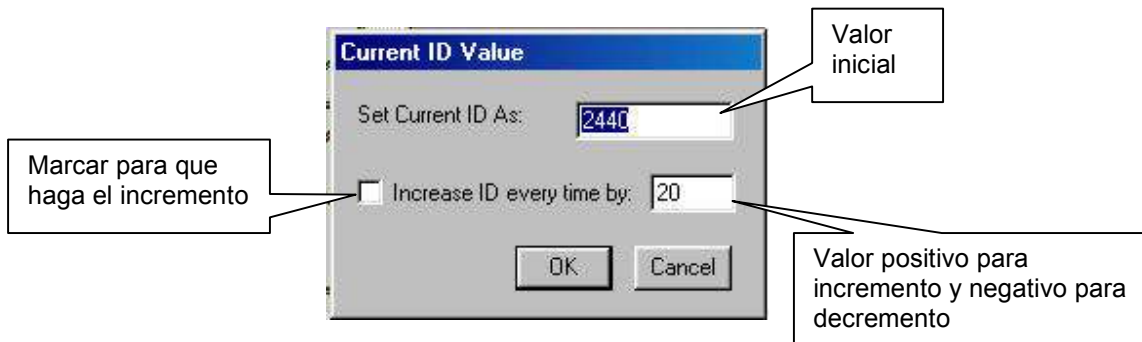 Current ID Value
Valor
inicial
Set Current ID As: 2440
Marcar para que
haga el incremento
Increase ID every time by: 20
OK Cancel
Valor positivo para
incremento y negativo para
decremento